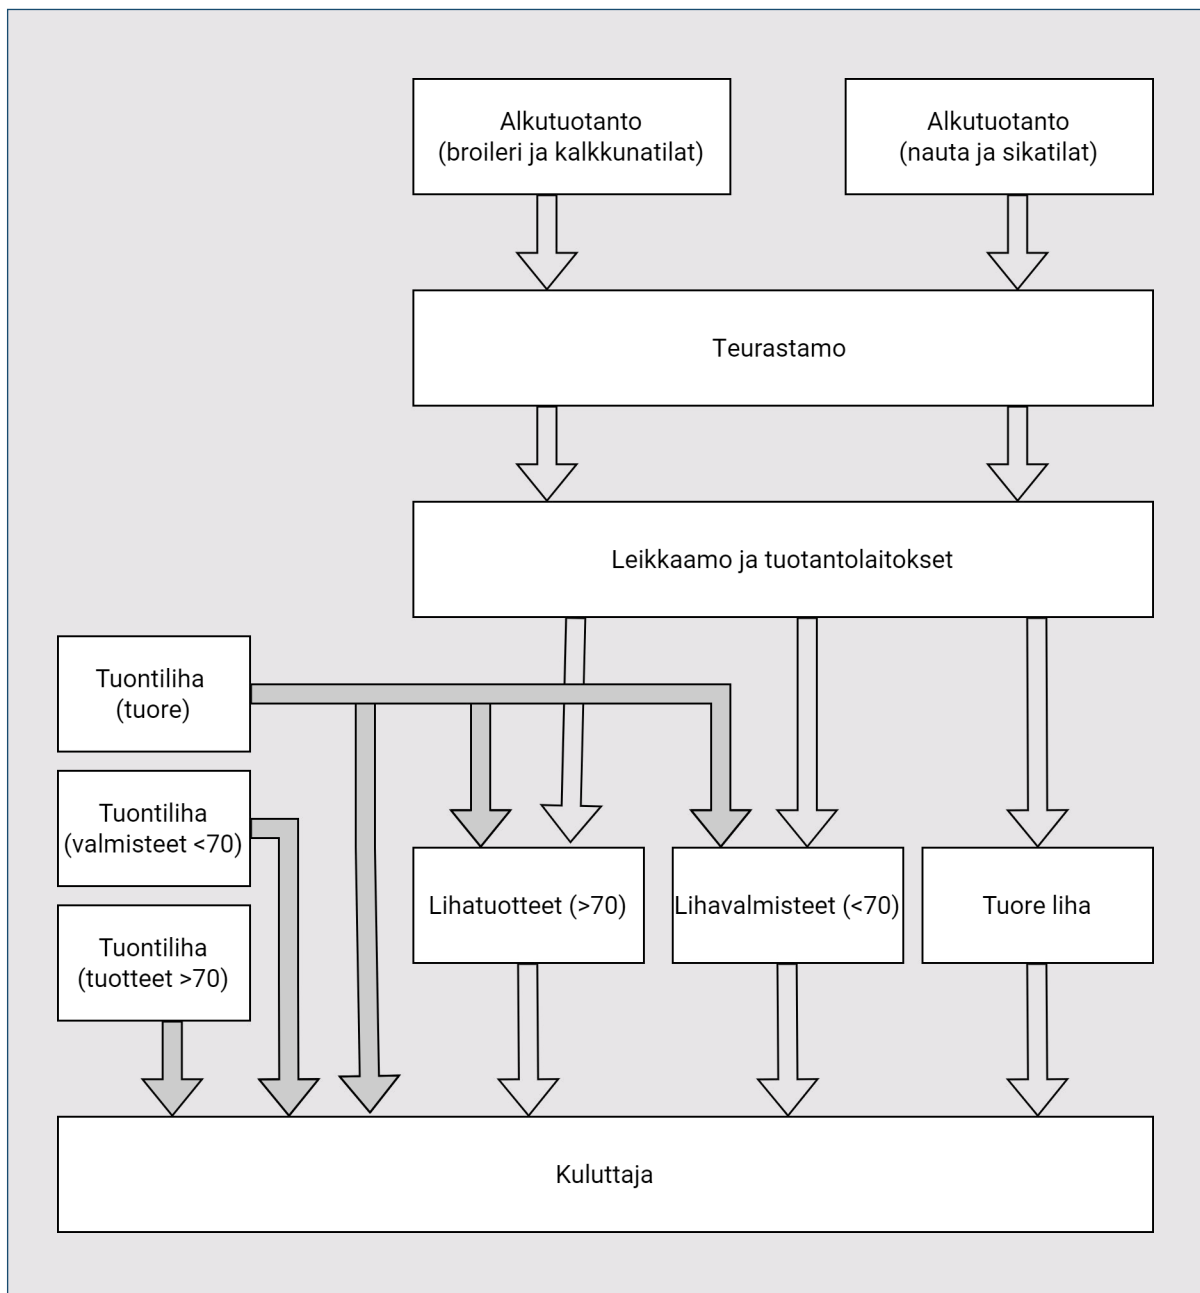 Alkutuotanto
(broileri ja kalkkunatilat)
Alkutuotanto
(nauta ja sikatilat)
Teurastamo
Leikkaamo ja tuotantolaitokset
Tuontiliha
(tuore)
Tuontiliha
(valmisteet <70)
Tuontiliha
(tuotteet >70)
Lihatuotteet (>70)
Lihavalmisteet (<70)
Tuore liha
Kuluttaja